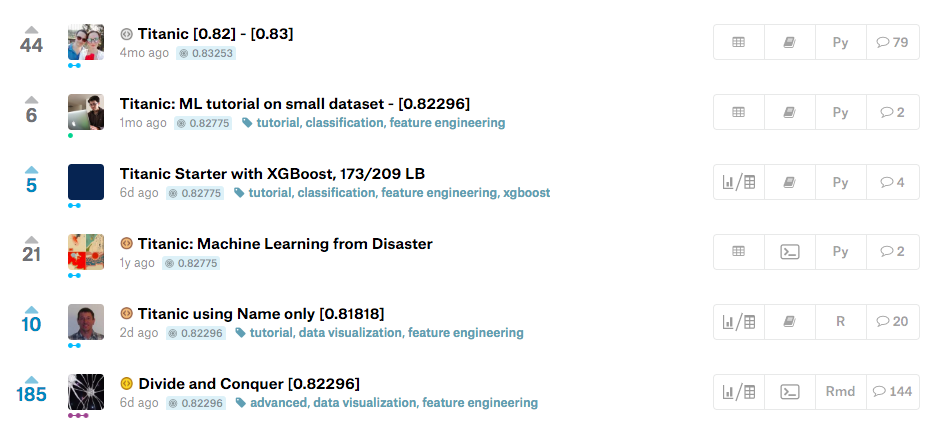 44
Titanic [0.82] - [0.83]
4mo ago 0.83253
Py
79
6
Titanic: ML tutorial on small dataset - [0.82296]
1mo ago 0.82775 tutorial, classification, feature engineering
Py
2
5
Titanic Starter with XGBoost, 173/209 LB
6d ago 0.82775 tutorial, classification, feature engineering, xgboost
Py
4
21
Titanic: Machine Learning from Disaster
1y ago 0.82775
Py
2
10
Titanic using Name only [0.81818]
2d ago 0.82296 tutorial, data visualization, feature engineering
R
20
185
Divide and Conquer [0.82296]
6d ago 0.82296 advanced, data visualization, feature engineering
Rmd
144